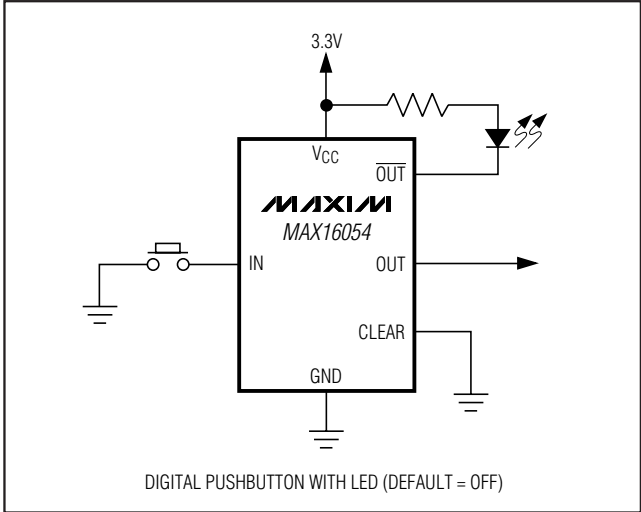 3.3V
VCC
OUT
MAXIM
MAX16054
IN
OUT
CLEAR
GND
DIGITAL PUSHBUTTON WITH LED (DEFAULT = OFF)